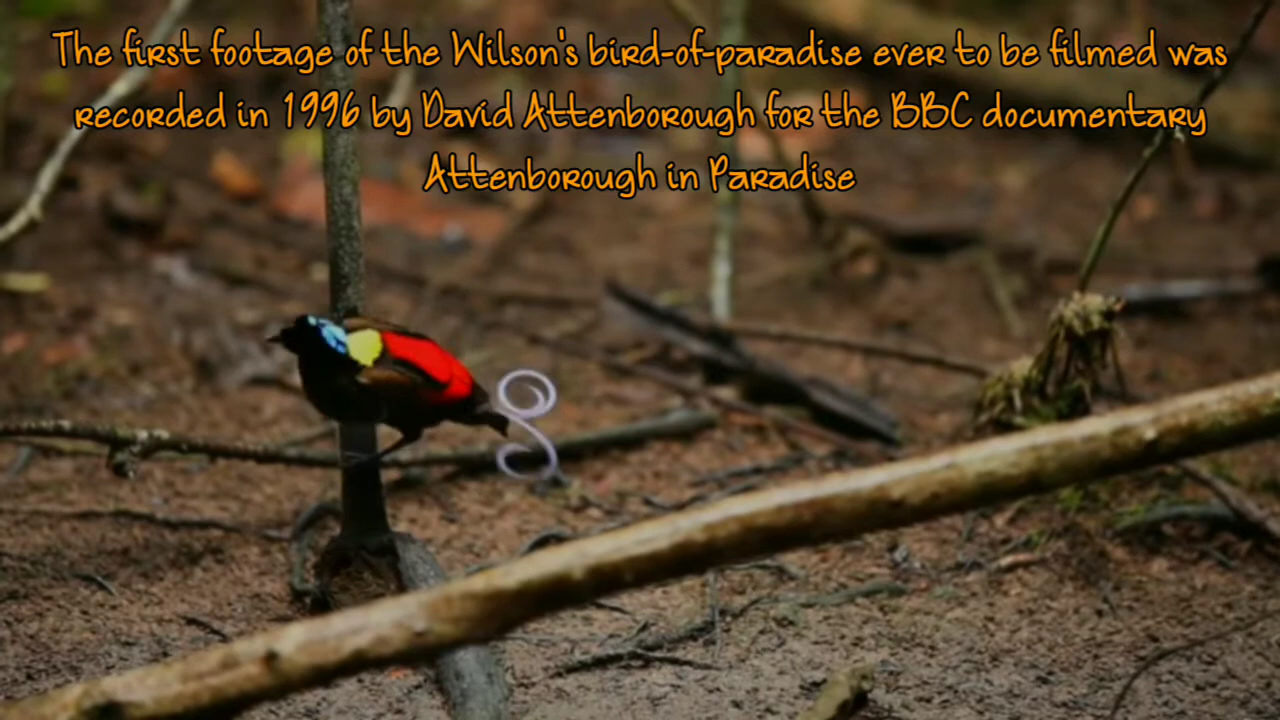 The first footage of the Wilson's bird-of-paradise ever to be filmed was
recorded in 1996 by David Attenborough for the BBC documentary
Attenborough in Paradise